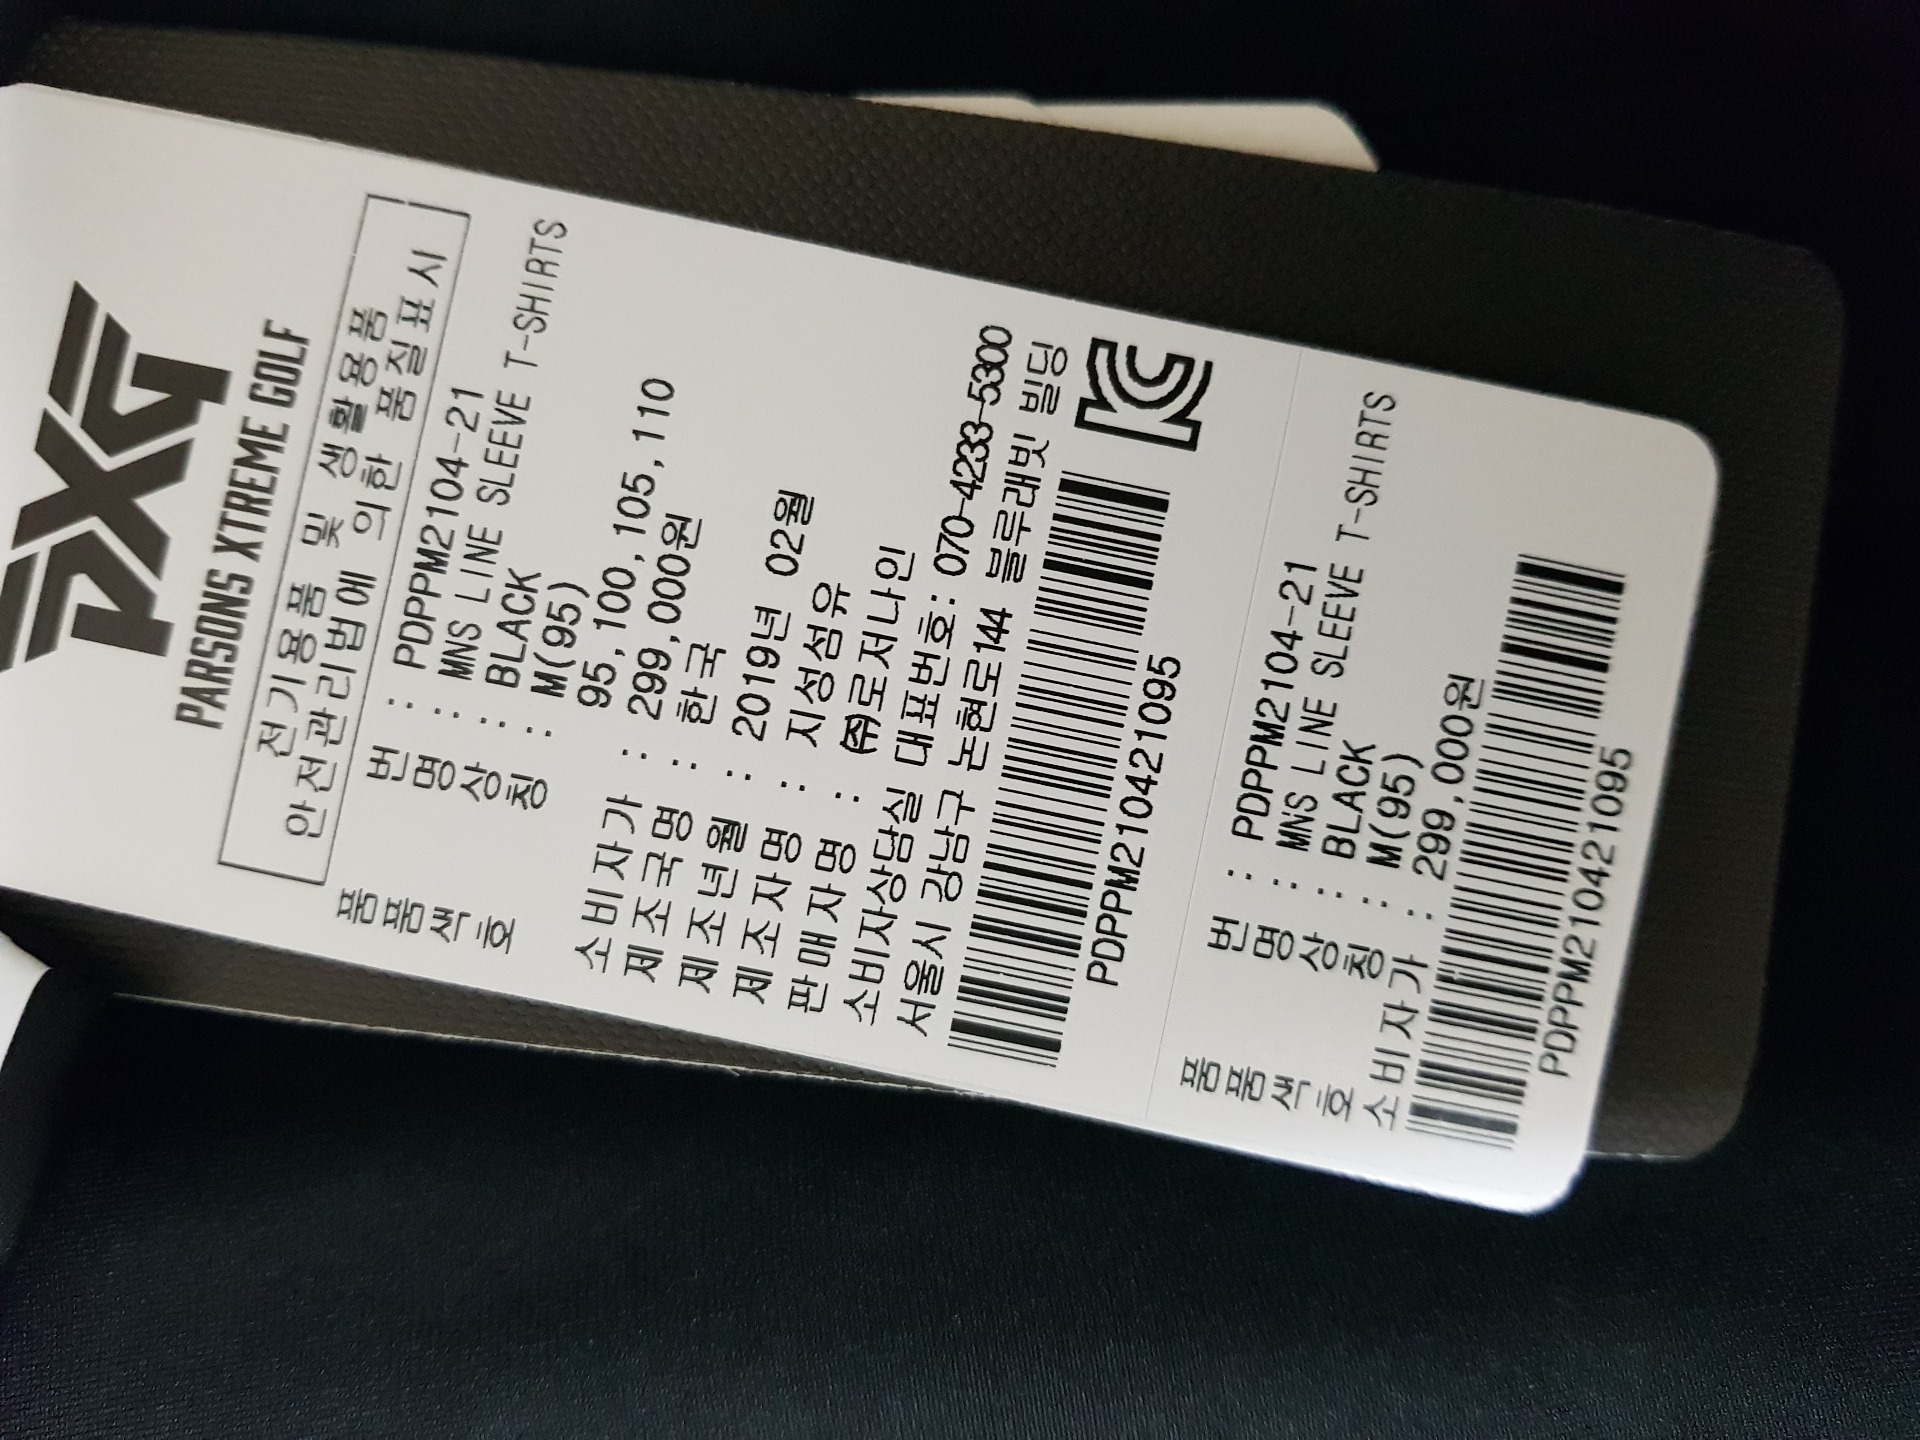 PXG
PARSONS XTREME GOLF
전기용품 및 생활용품
안전관리법에 의한 품질표시
품 번 : PDPPM2104-21
품 명 : MNS LINE SLEEVE T-SHIRTS
색 상 : BLACK
호 칭 : M(95)
95,100,105,110
소비자가 : 299,000원
제조국명 : 한국
제조년월 : 2019년 02월
제조자명 : 지성섬유
판매자명 : ㈜로저나인
소비자상담실 대표번호: 070-4233-5300
서울시 강남구 논현로144 블루래빗 빌딩
KC
PDPPM210421095
품 번 : PDPPM2104-21
품 명 : MNS LINE SLEEVE T-SHIRTS
색 상 : BLACK
호 칭 : M(95)
소비자가 : 299,000원
PDPPM210421095